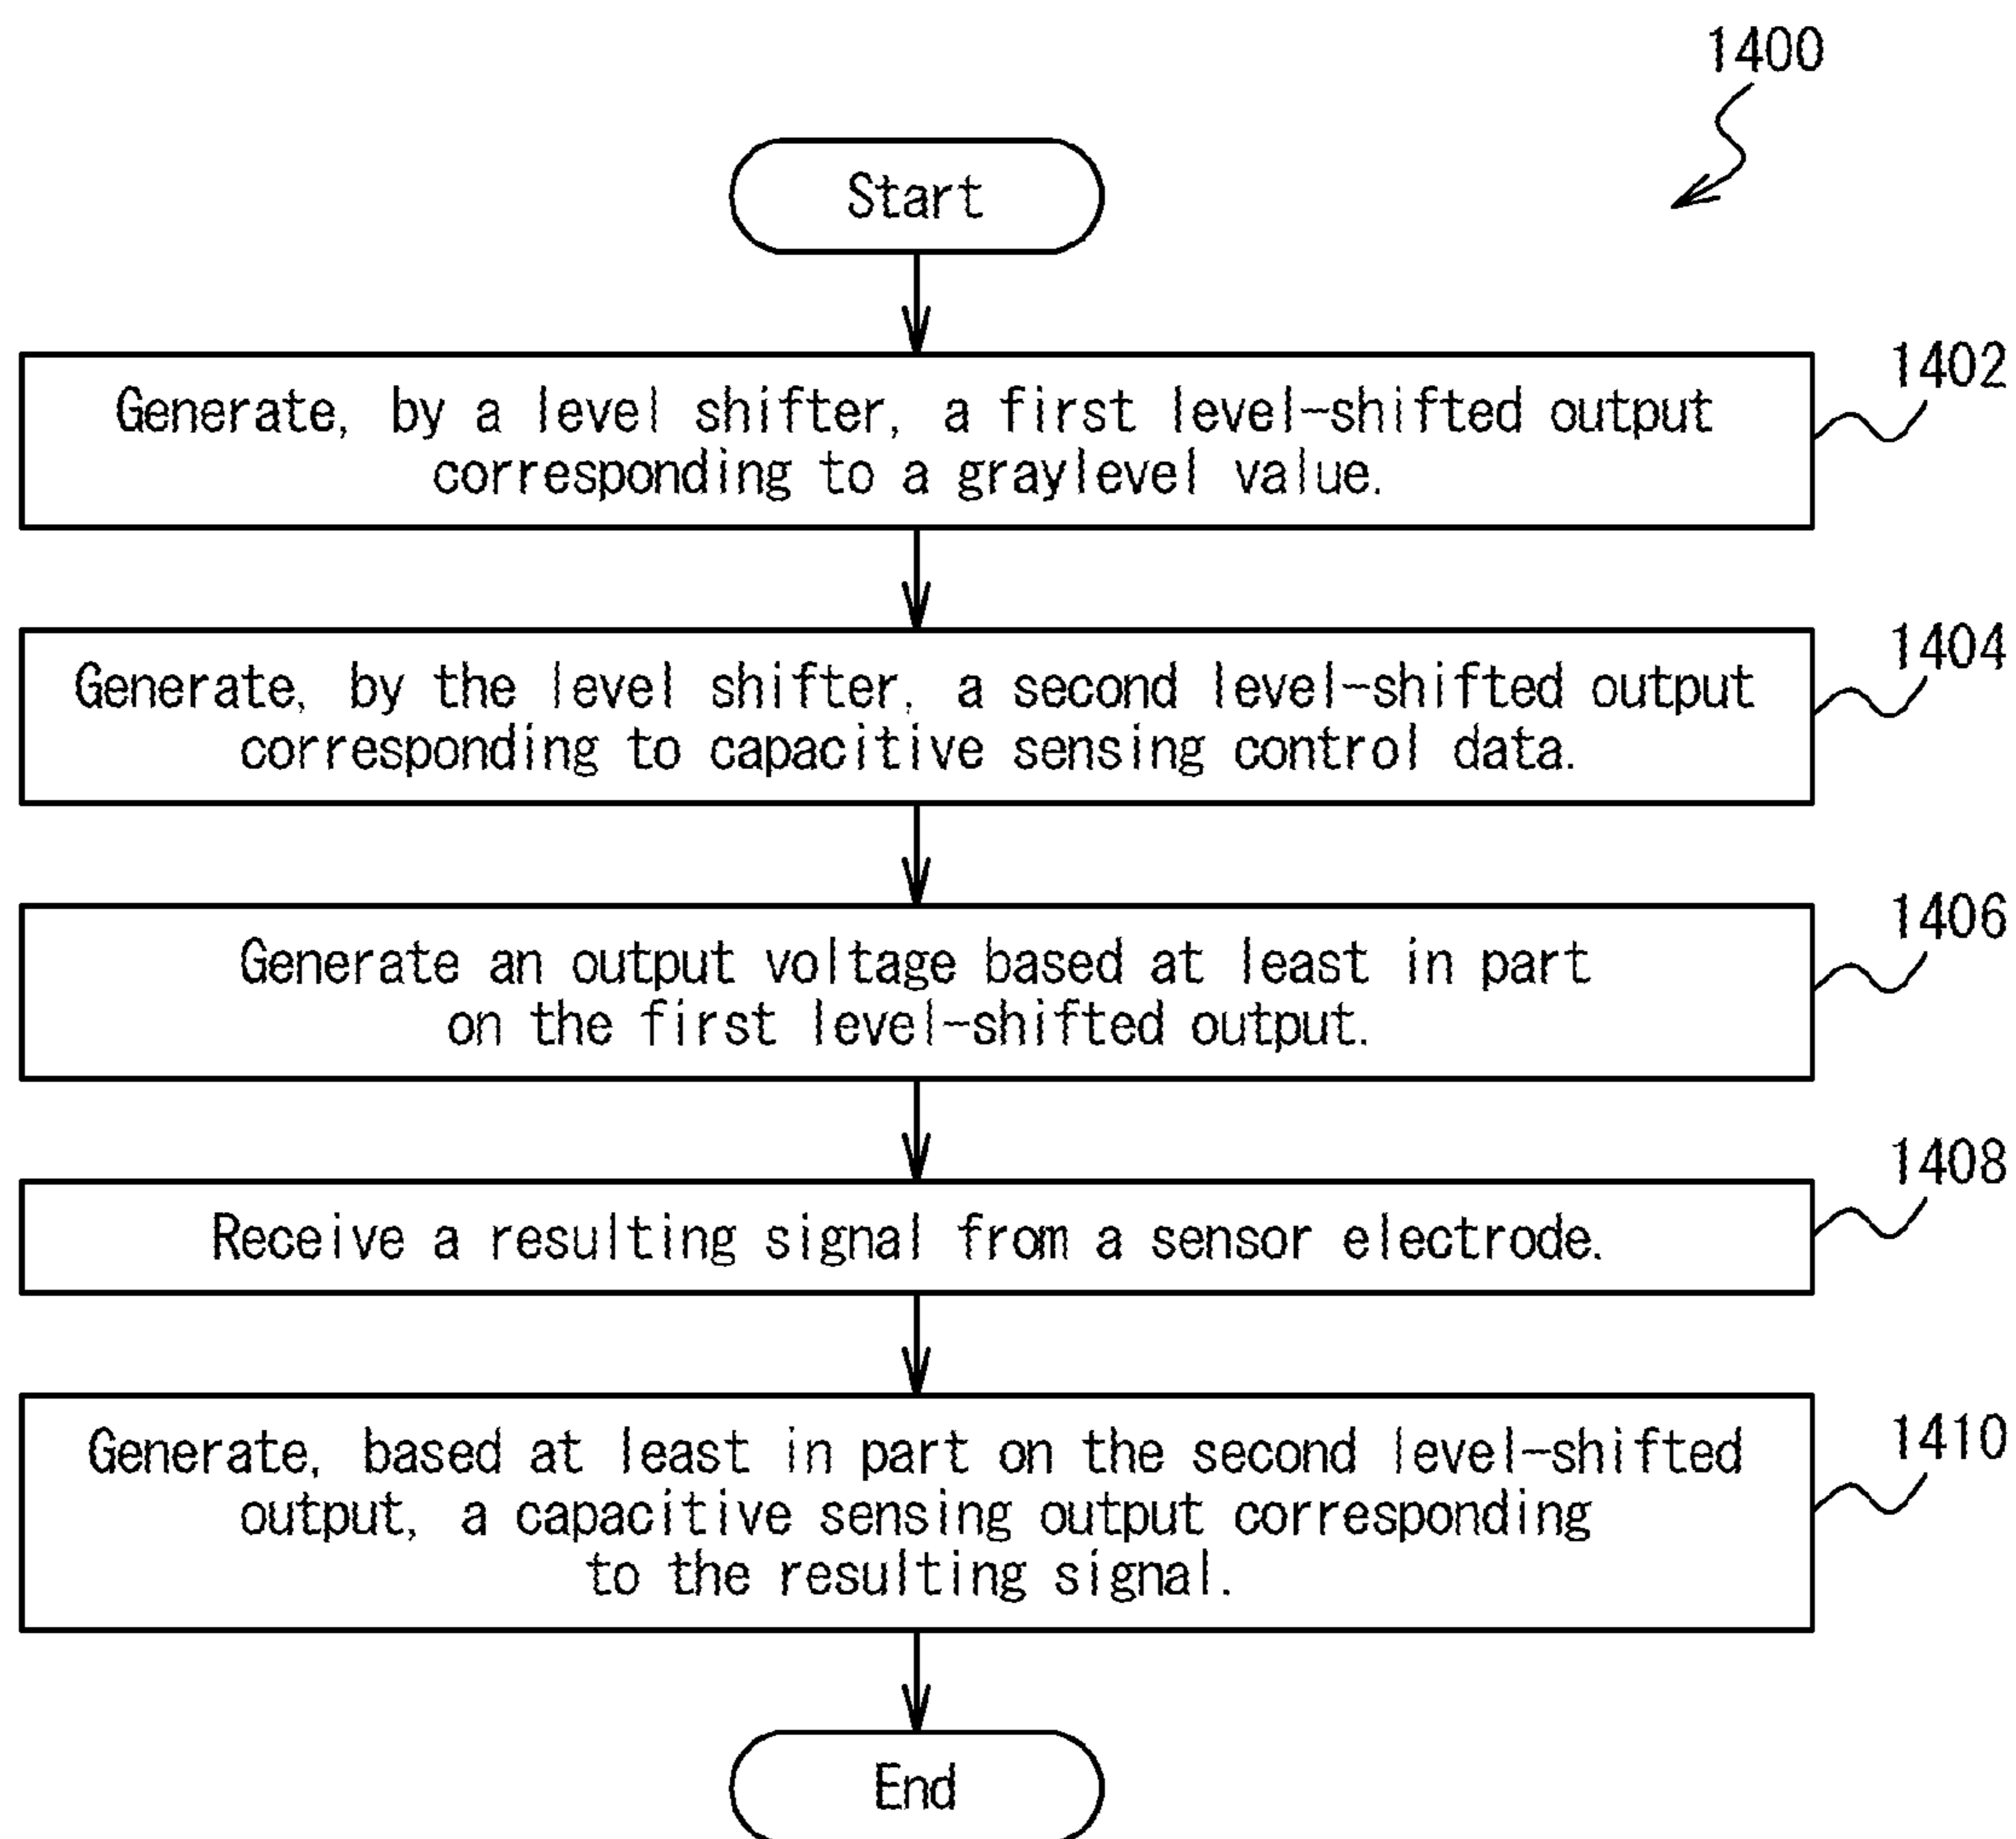 1400
Start
1402
Generate, by a level shifter, a first level-shifted output
corresponding to a graylevel value.
1404
Generate, by the level shifter, a second level-shifted output
corresponding to capacitive sensing control data.
1406
Generate an output voltage based at least in part
on the first level-shifted output.
1408
Receive a resulting signal from a sensor electrode.
1410
Generate, based at least in part on the second level-shifted
output, a capacitive sensing output corresponding
to the resulting signal.
End